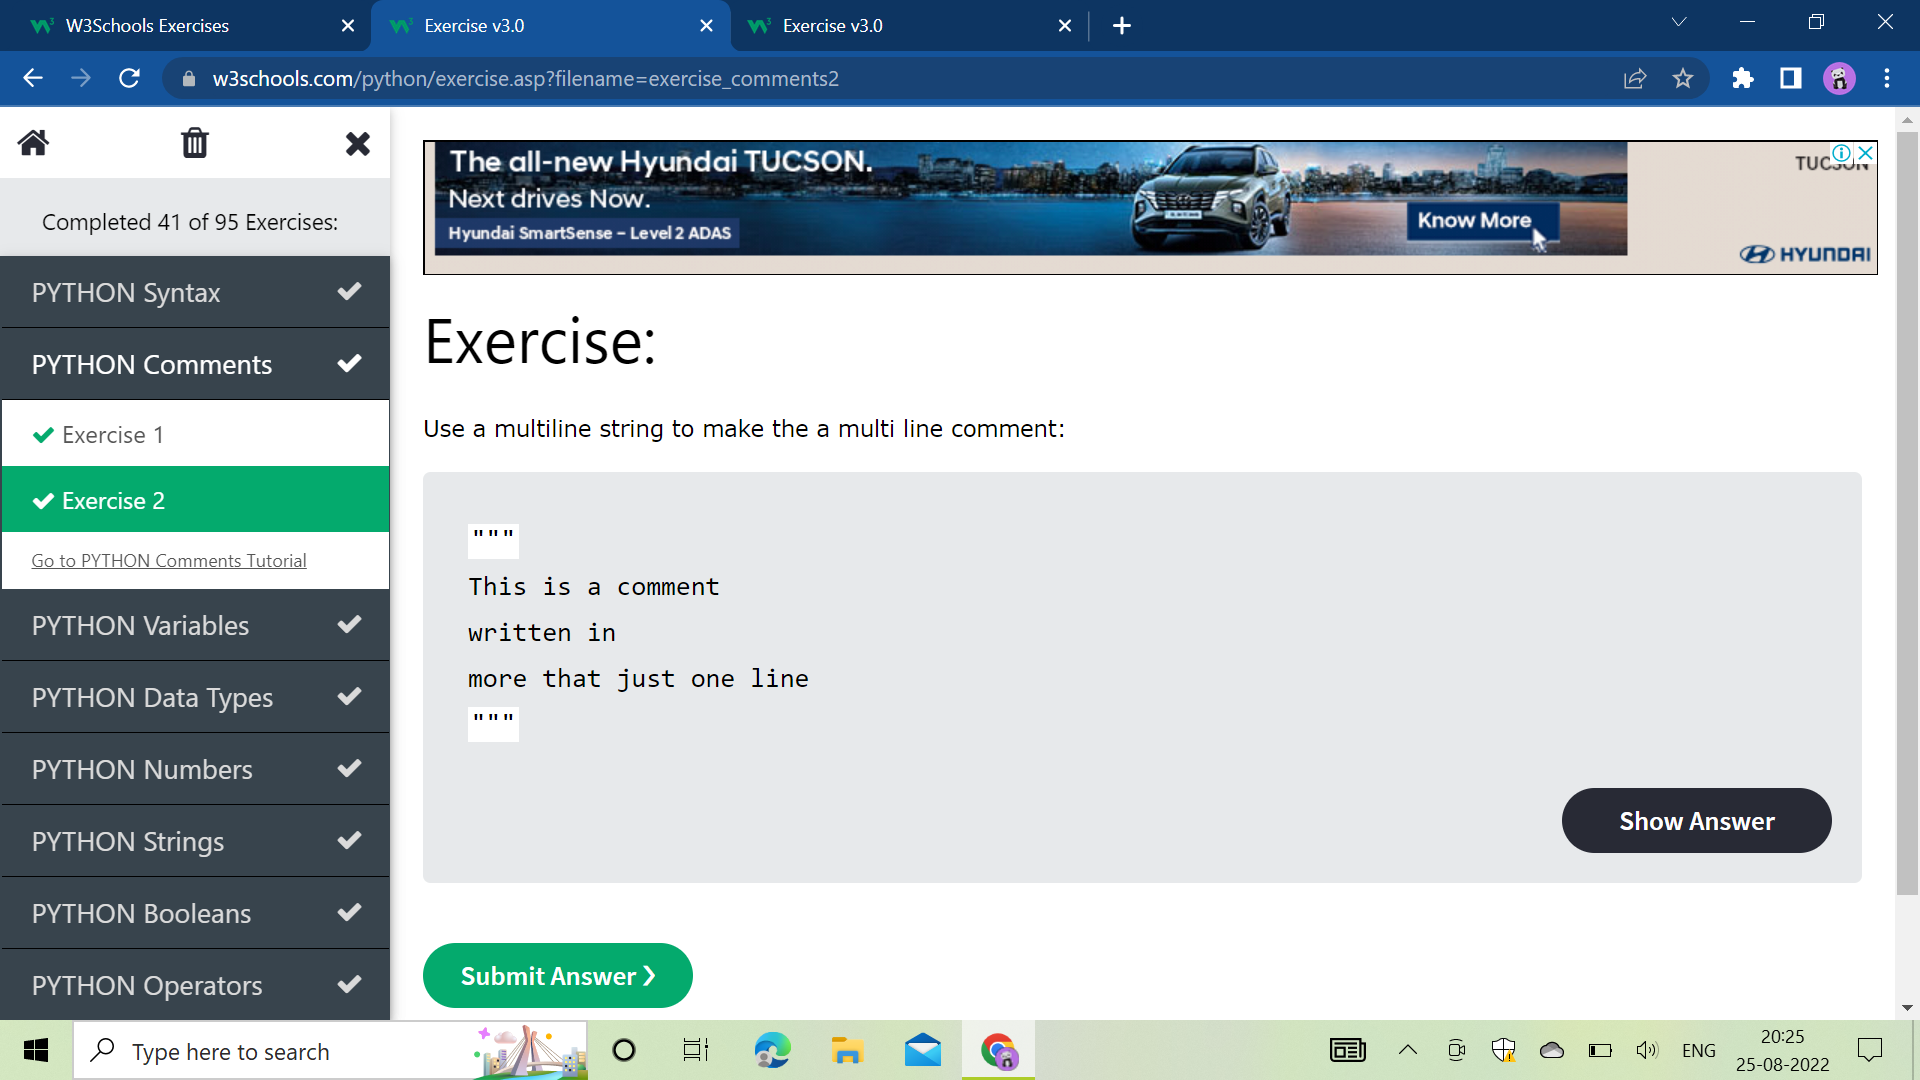 W3Schools Exercises
Exercise v3.0
Exercise v3.0
w3schools.com/python/exercise.asp?filename=exercise_comments2
Completed 41 of 95 Exercises:
PYTHON Syntax
PYTHON Comments
Exercise 1
Exercise 2
Go to PYTHON Comments Tutorial
PYTHON Variables
PYTHON Data Types
PYTHON Numbers
PYTHON Strings
PYTHON Booleans
PYTHON Operators
The all-new Hyundai TUCSON.
Next drives Now.
Hyundai SmartSense – Level 2 ADAS
Know More
TUCSON
HYUNDAI
Exercise:
Use a multiline string to make the a multi line comment:
"""
This is a comment
written in
more that just one line
"""
Show Answer
Submit Answer ❯
Type here to search
ENG
20:25
25-08-2022